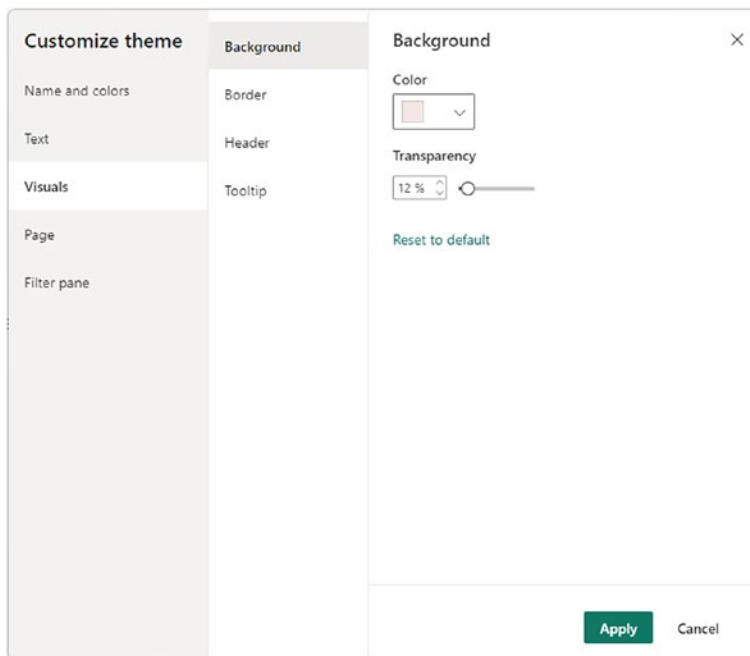 Customize theme
Name and colors
Text
Visuals
Page
Filter pane
Background
Border
Header
Tooltip
Background
Color
Transparency
12 %
Reset to default
Apply
Cancel